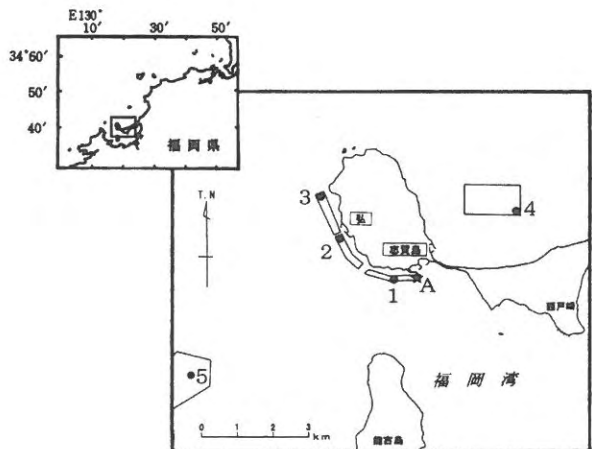 E130°
10′ 30′ 50′
34°60′
50′
40′
福岡県
T.N
3
弘
4
2
志賀島
1 A
西戸崎
5
福岡湾
0 1 2 3
km
能古島